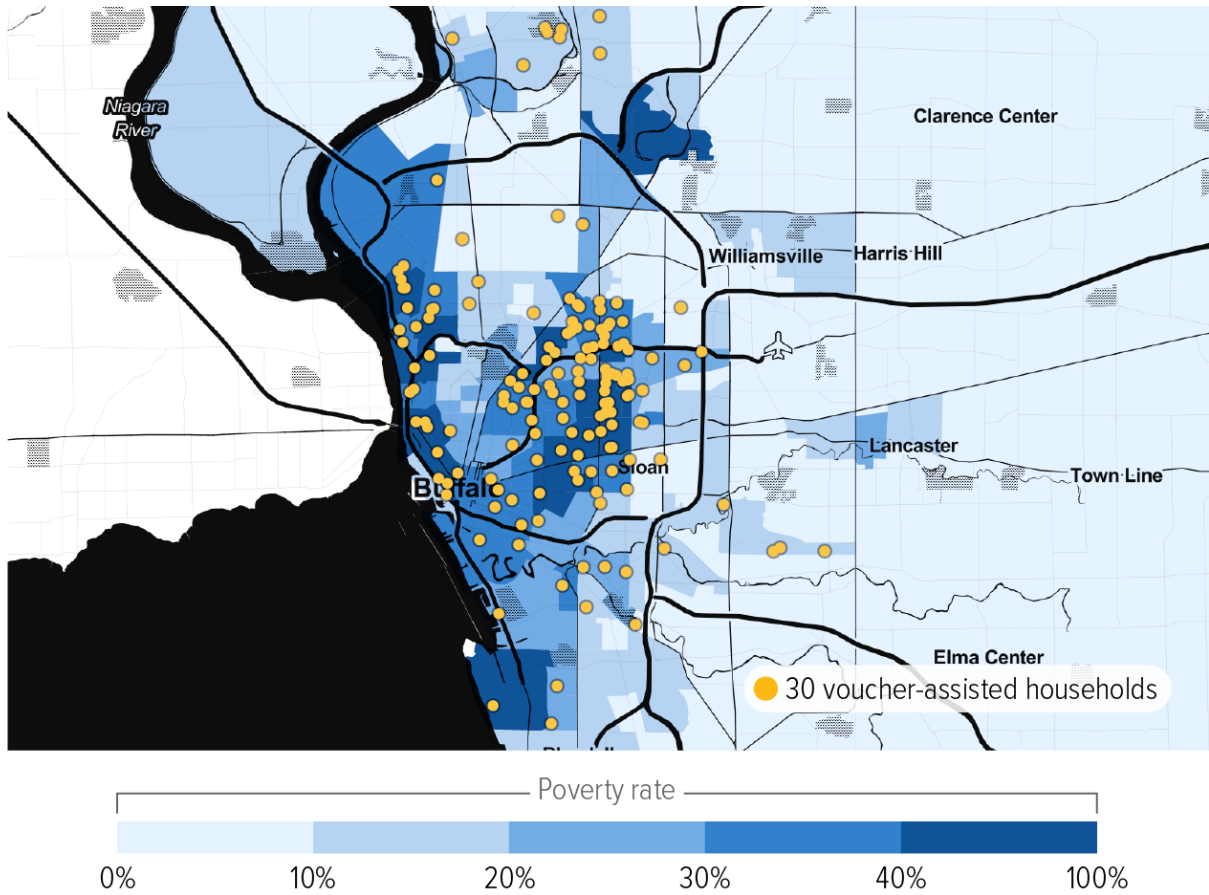 Niagara
River
Clarence Center
Williamsville
Harris Hill
Lancaster
Sloan
Town Line
Buffalo
Elma Center
30 voucher-assisted households
Poverty rate
0%
10%
20%
30%
40%
100%